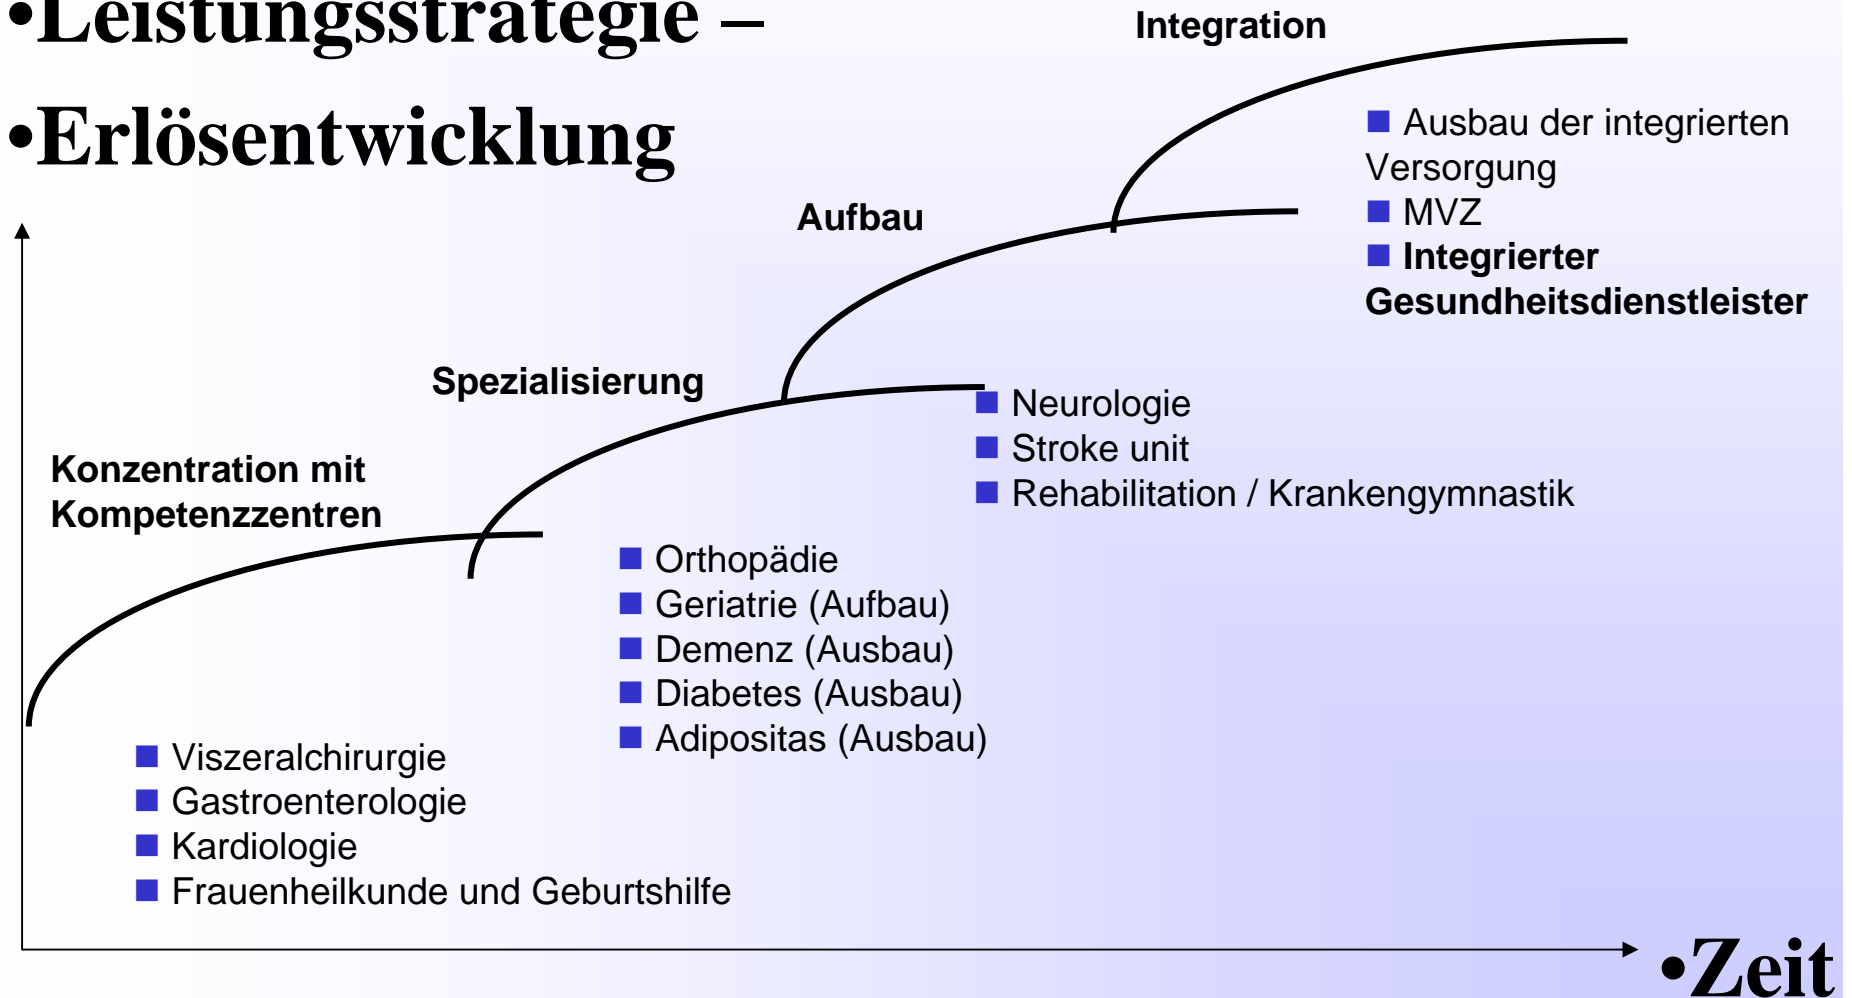 •Leistungsstrategie –
•Erlösentwicklung
Integration
■ Ausbau der integrierten
Versorgung
■ MVZ
■ Integrierter
Gesundheitsdienstleister
Aufbau
■ Neurologie
■ Stroke unit
■ Rehabilitation / Krankengymnastik
Spezialisierung
■ Orthopädie
■ Geriatrie (Aufbau)
■ Demenz (Ausbau)
■ Diabetes (Ausbau)
■ Adipositas (Ausbau)
Konzentration mit
Kompetenzzentren
■ Viszeralchirurgie
■ Gastroenterologie
■ Kardiologie
■ Frauenheilkunde und Geburtshilfe
•Zeit